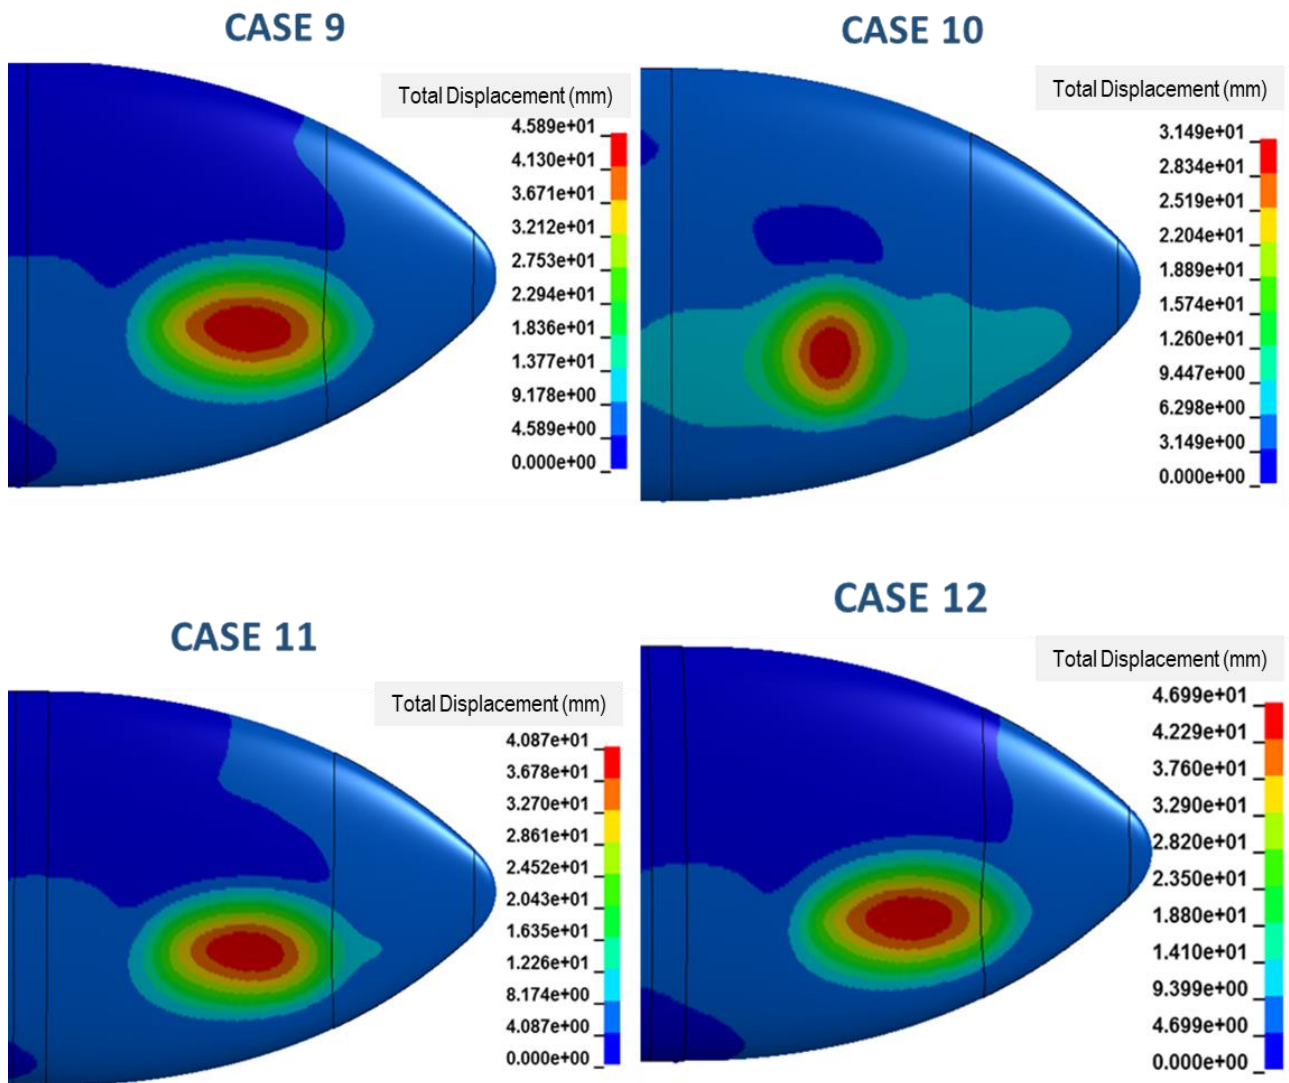 CASE 9
Total Displacement (mm)
4.589e+01
4.130e+01
3.671e+01
3.212e+01
2.753e+01
2.294e+01
1.836e+01
1.377e+01
9.178e+00
4.589e+00
0.000e+00
CASE 10
Total Displacement (mm)
3.149e+01
2.834e+01
2.519e+01
2.204e+01
1.889e+01
1.574e+01
1.260e+01
9.447e+00
6.298e+00
3.149e+00
0.000e+00
CASE 11
Total Displacement (mm)
4.087e+01
3.678e+01
3.270e+01
2.861e+01
2.452e+01
2.043e+01
1.635e+01
1.226e+01
8.174e+00
4.087e+00
0.000e+00
CASE 12
Total Displacement (mm)
4.699e+01
4.229e+01
3.760e+01
3.290e+01
2.820e+01
2.350e+01
1.880e+01
1.410e+01
9.399e+00
4.699e+00
0.000e+00